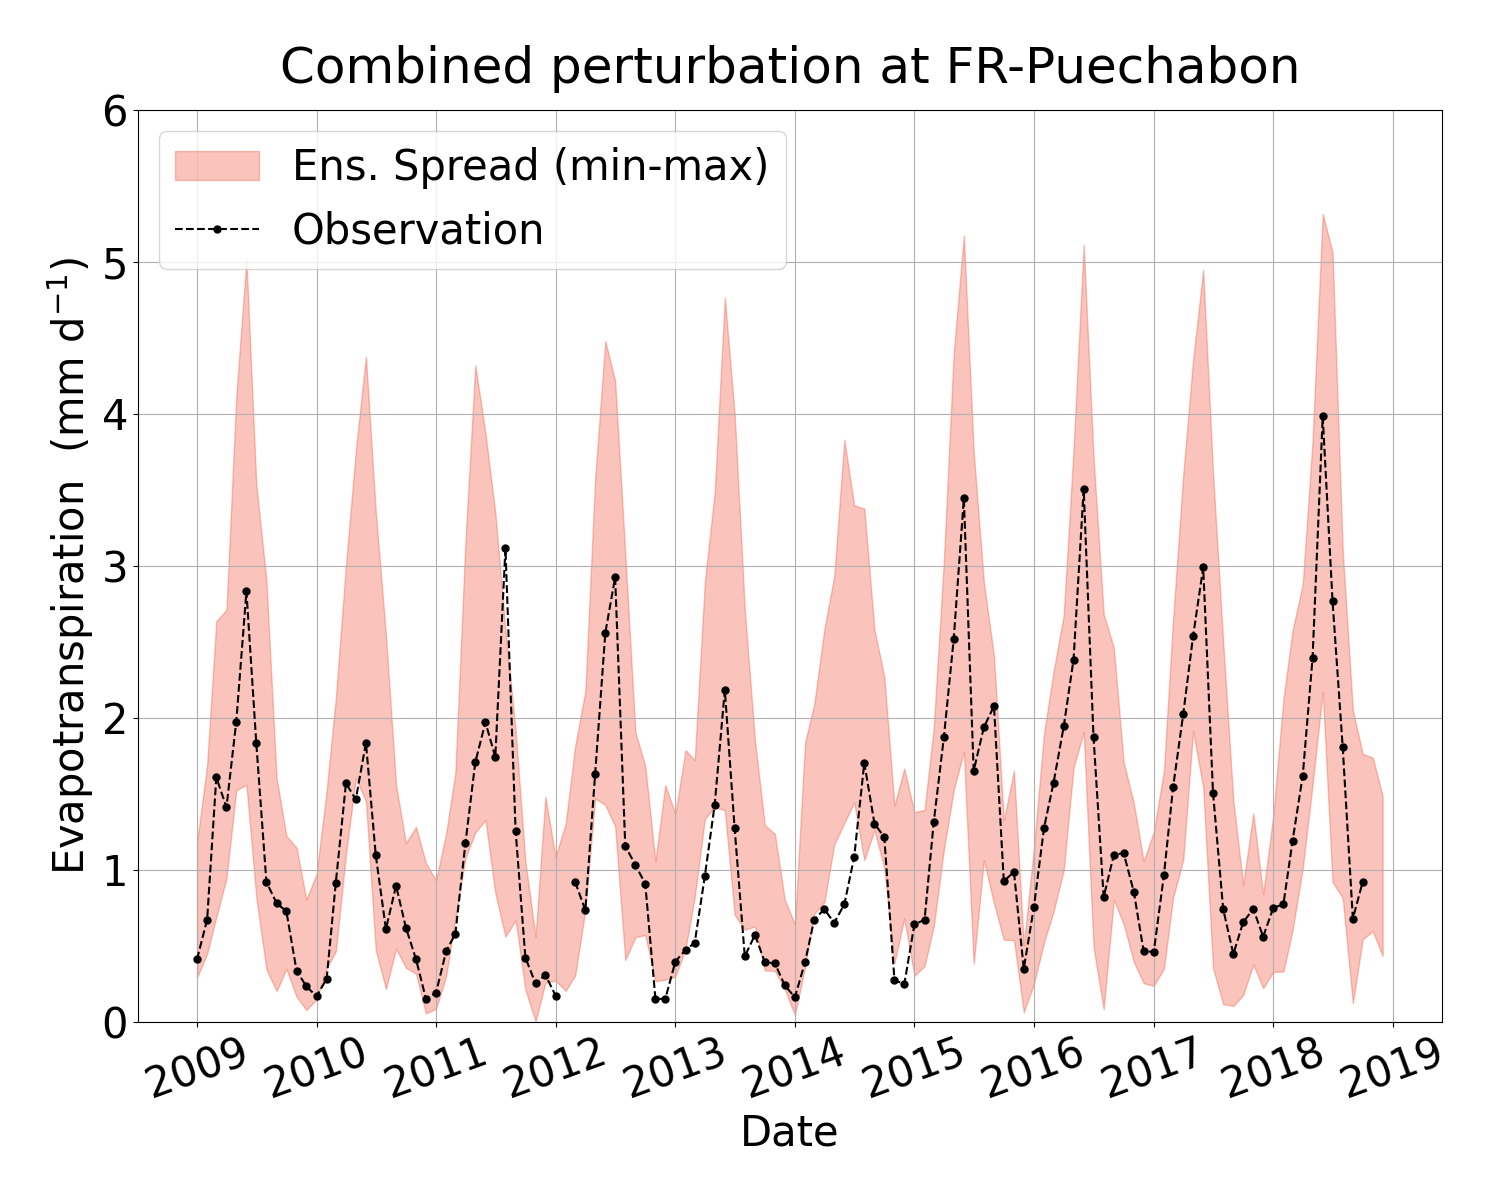 Combined perturbation at FR-Puechabon
6
5
4
3
2
1
0
Evapotranspiration (mm d⁻¹)
Ens. Spread (min-max)
Observation
2009 2010 2011 2012 2013 2014 2015 2016 2017 2018 2019
Date